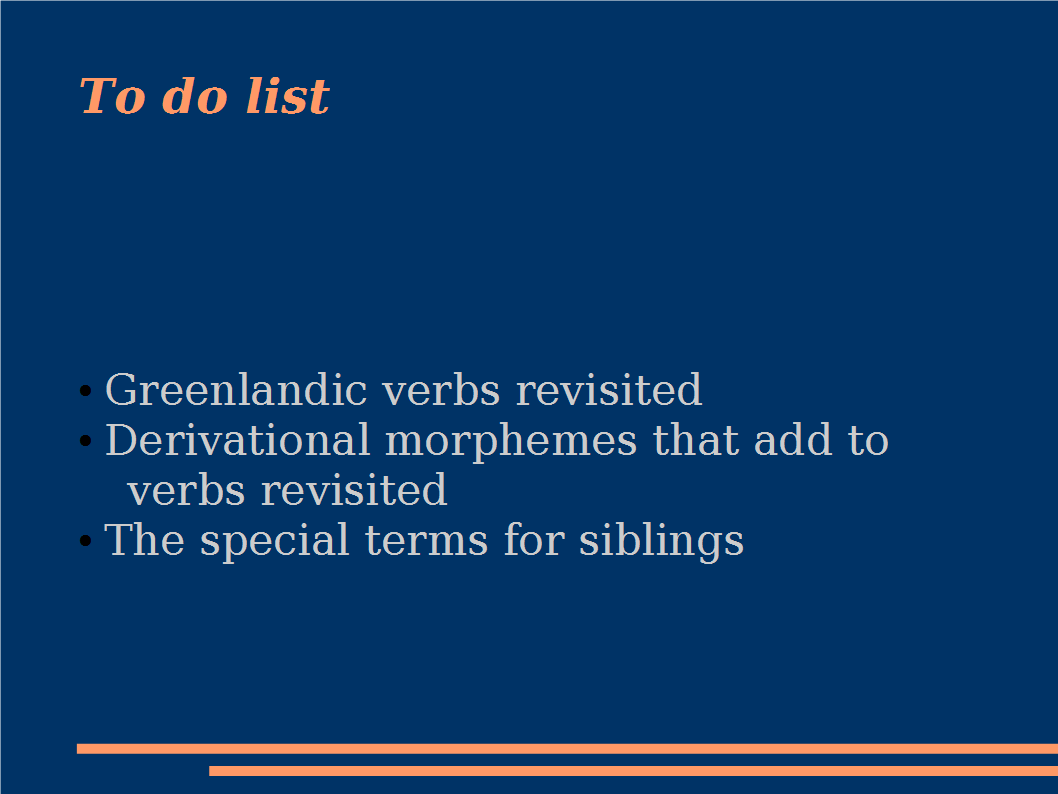 To do list
• Greenlandic verbs revisited
• Derivational morphemes that add to
verbs revisited
• The special terms for siblings